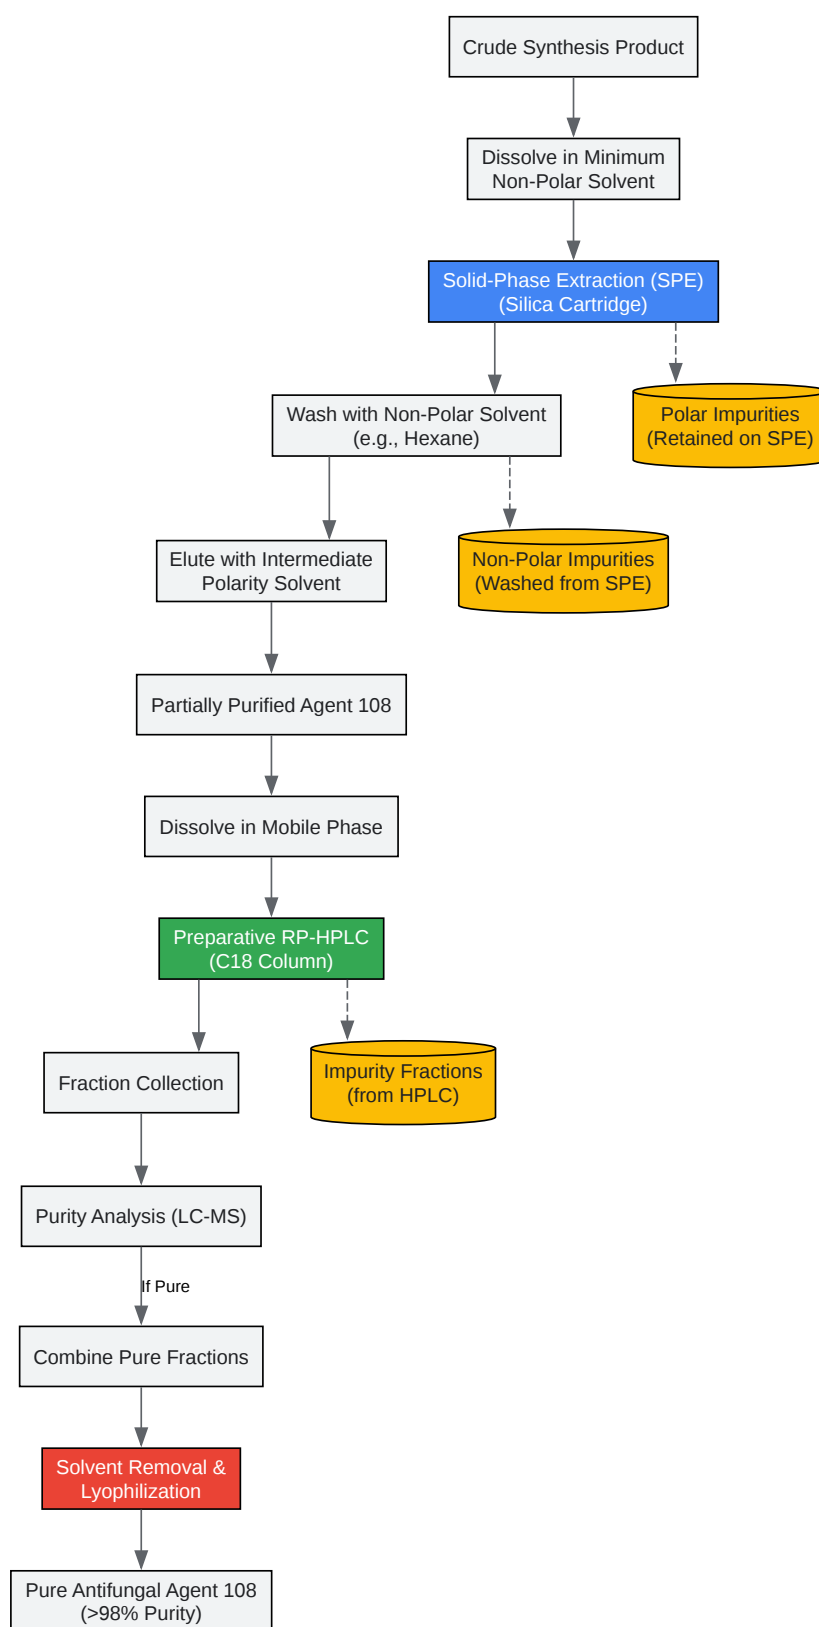 Crude Synthesis Product
Dissolve in Minimum
Non-Polar Solvent
Solid-Phase Extraction (SPE)
(Silica Cartridge)
Polar Impurities
(Retained on SPE)
Wash with Non-Polar Solvent
(e.g., Hexane)
Non-Polar Impurities
(Washed from SPE)
Elute with Intermediate
Polarity Solvent
Partially Purified Agent 108
Dissolve in Mobile Phase
Preparative RP-HPLC
(C18 Column)
Impurity Fractions
(from HPLC)
Fraction Collection
Purity Analysis (LC-MS)
If Pure
Combine Pure Fractions
Solvent Removal &
Lyophilization
Pure Antifungal Agent 108
(>98% Purity)